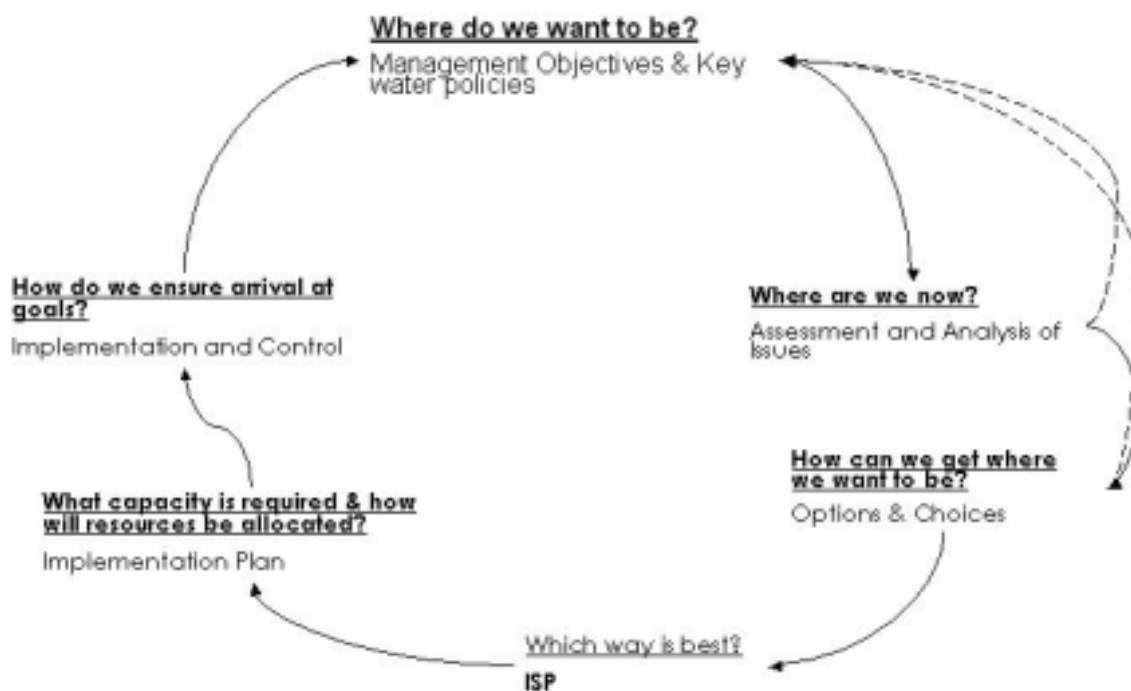 Where do we want to be?
Management Objectives & Key
water policies
How do we ensure arrival at
goals?
Implementation and Control
Where are we now?
Assessment and Analysis of
Issues
How can we get where
we want to be?
Options & Choices
What capacity is required & how
will resources be allocated?
Implementation Plan
Which way is best?
ISP